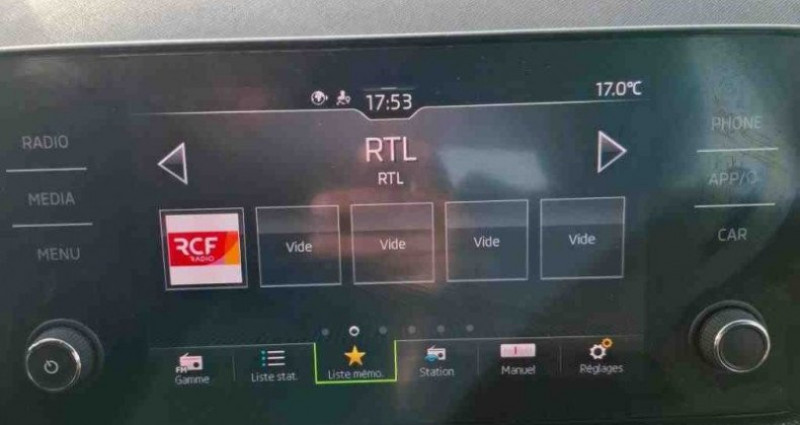 17:53
17.0°C
RADIO
MEDIA
MENU
PHONE
CAR
RTL
RTL
RCF
RADIO
Vide
Vide
Vide
Vide
FM
Gamme
Liste stat.
Liste mémo.
Station
Manuel
Réglages